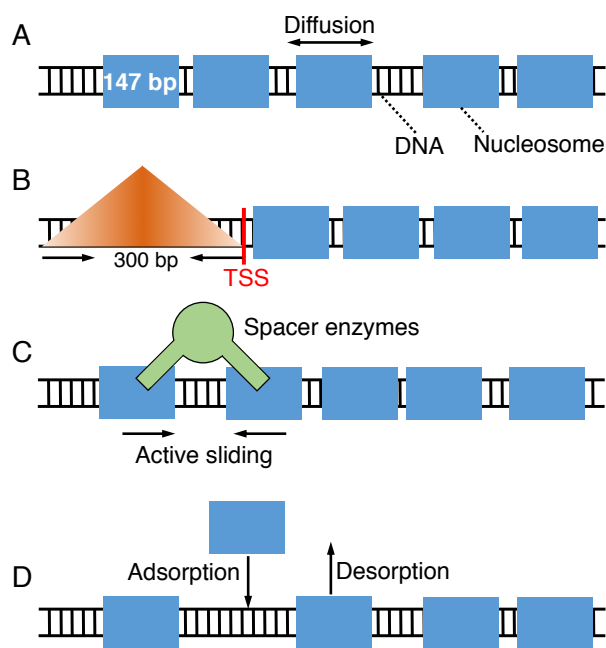 A
Diffusion
147 bp
DNA
Nucleosome
B
300 bp
TSS
Spacer enzymes
C
Active sliding
D
Adsorption
Desorption